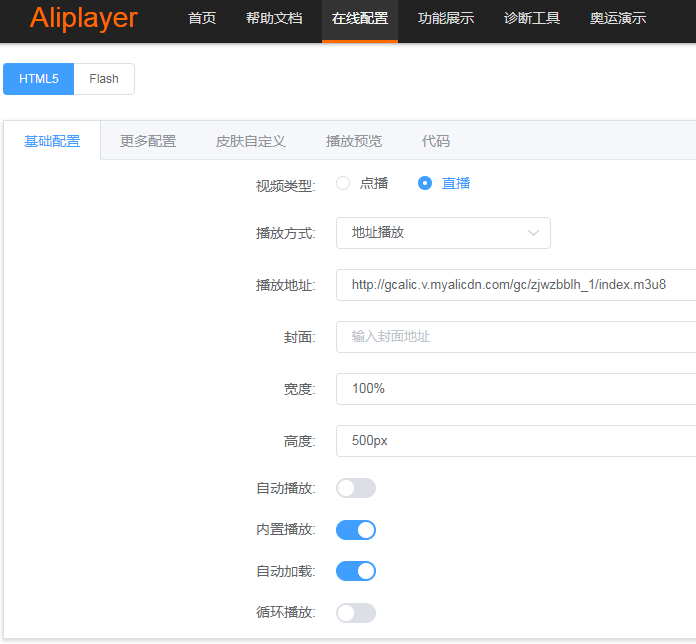 Aliplayer 首页 帮助文档 在线配置 功能展示 诊断工具 奥运演示
HTML5 Flash
基础配置 更多配置 皮肤自定义 播放预览 代码
视频类型: 点播 直播
播放方式: 地址播放
播放地址: http://gcalic.v.myalicdn.com/gc/zjwzbblh_1/index.m3u8
封面: 输入封面地址
宽度: 100%
高度: 500px
自动播放:
内置播放:
自动加载:
循环播放: